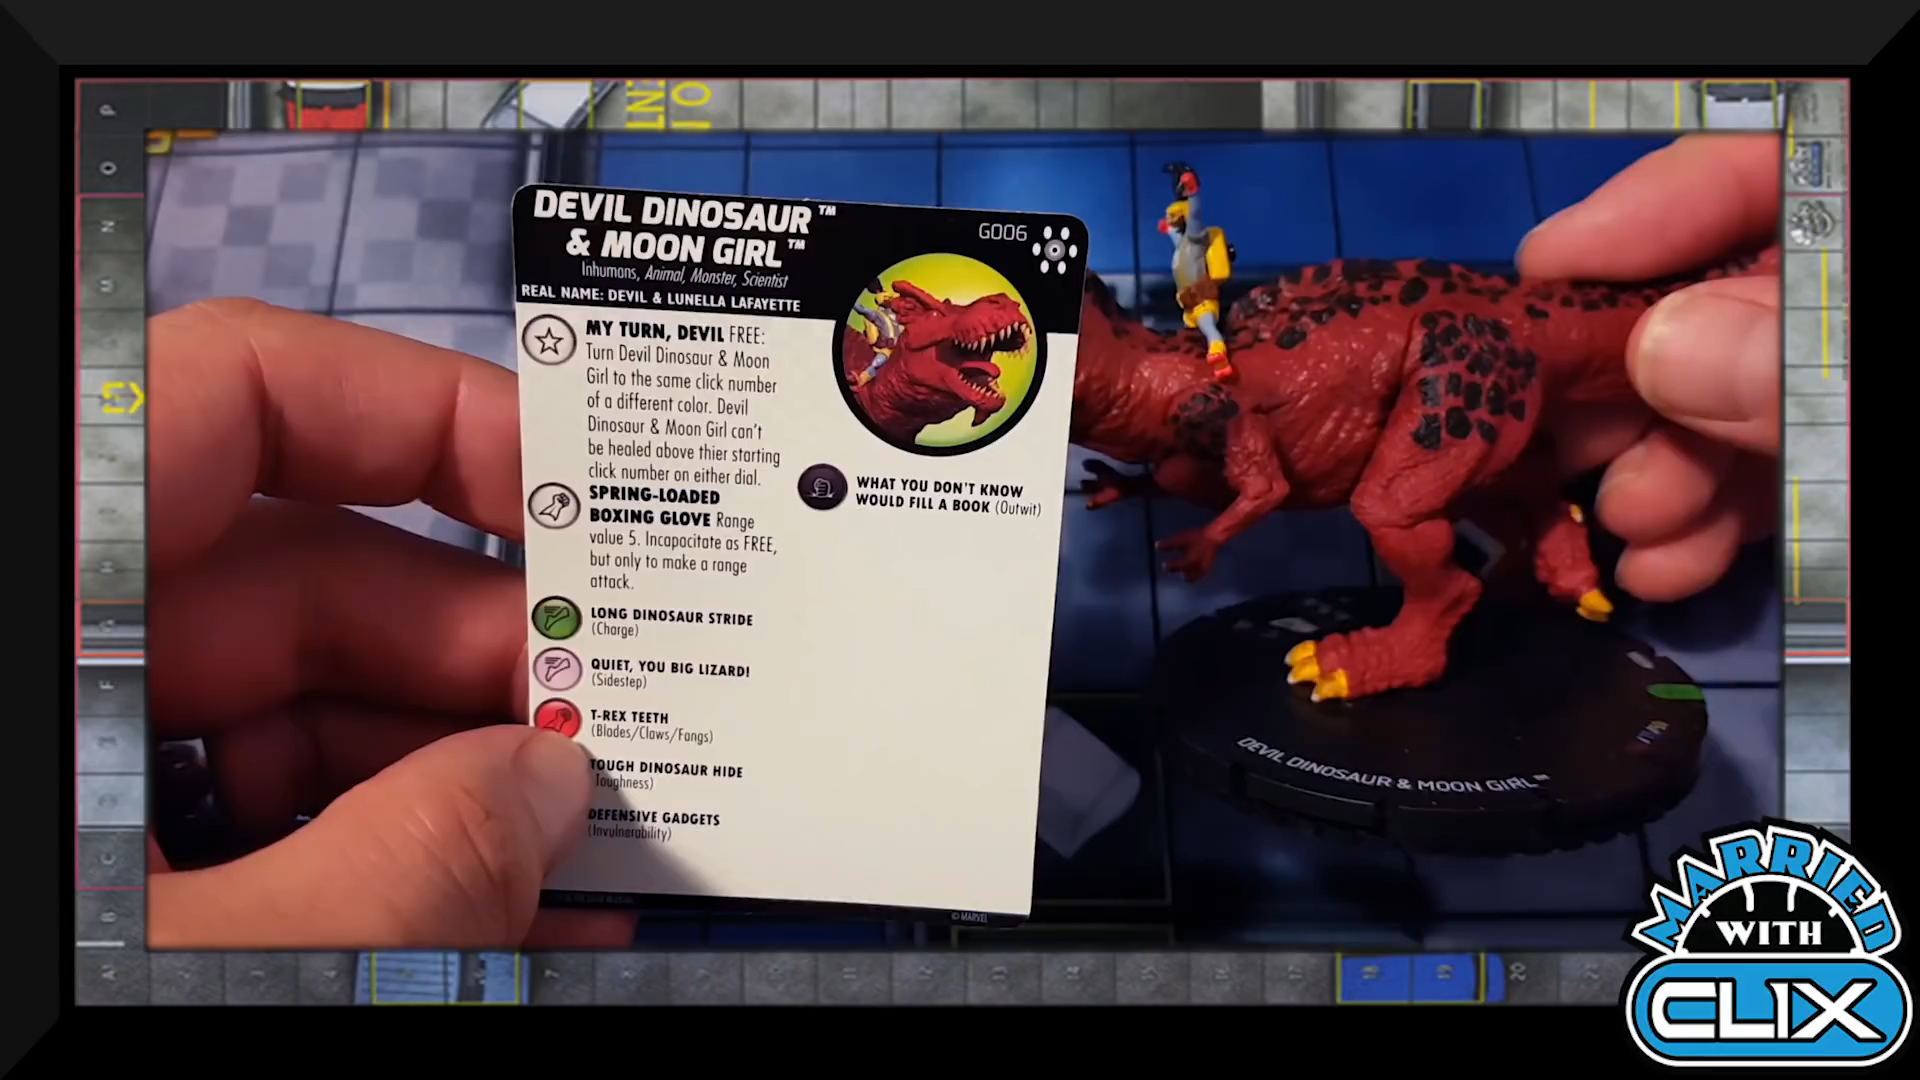 DEVIL DINOSAUR™
& MOON GIRL™
G006
Inhumans, Animal, Monster, Scientist
REAL NAME: DEVIL & LUNELLA LAFAYETTE
MY TURN, DEVIL FREE:
Turn Devil Dinosaur & Moon
Girl to the same click number
of a different color. Devil
Dinosaur & Moon Girl can't
be healed above thier starting
click number on either dial.
SPRING-LOADED
BOXING GLOVE Range
value 5. Incapacitate as FREE,
but only to make a range
attack.
LONG DINOSAUR STRIDE
(Charge)
QUIET, YOU BIG LIZARD!
(Sidestep)
T-REX TEETH
(Blades/Claws/Fangs)
TOUGH DINOSAUR HIDE
Toughness)
DEFENSIVE GADGETS
(Invulnerability)
WHAT YOU DON'T KNOW
WOULD FILL A BOOK (Outwit)
© MARVEL
DEVIL DINOSAUR & MOON GIRL™
MARRIED
WITH
CLIX